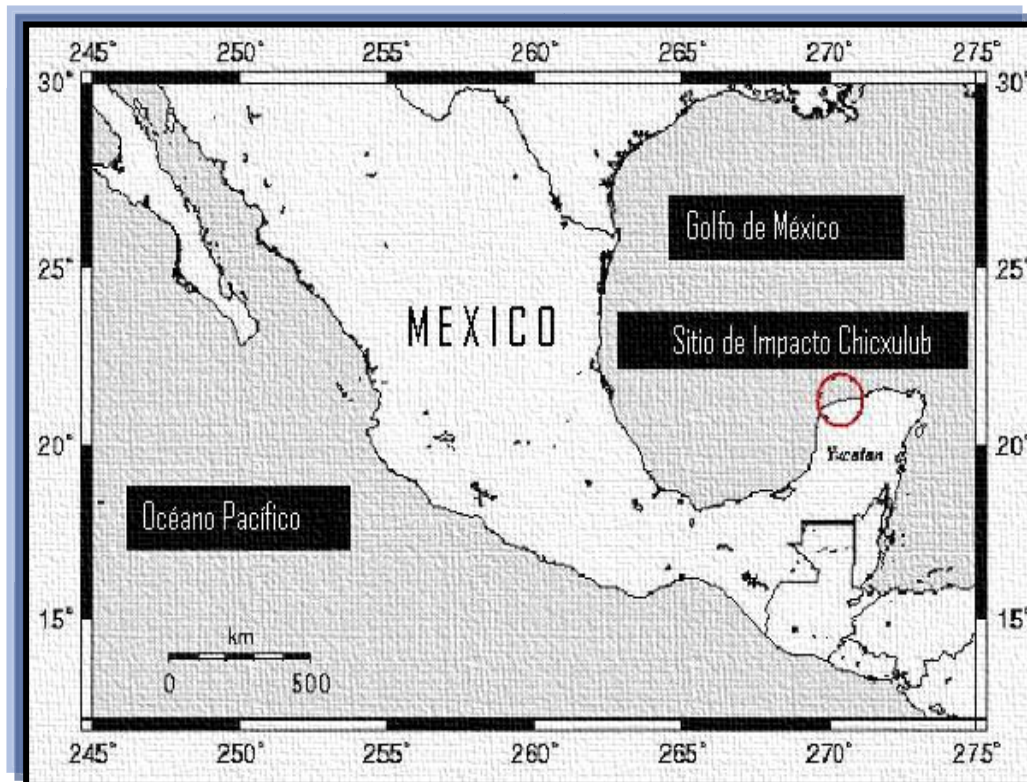 245° 250° 255° 260° 265° 270° 275°
30° 30°
Golfo de México
25° 25°
MEXICO
Sitio de Impacto Chicxulub
20° 20°
Yucatan
Océano Pacífico
15° 15°
km
0 500
245° 250° 255° 260° 265° 270° 275°